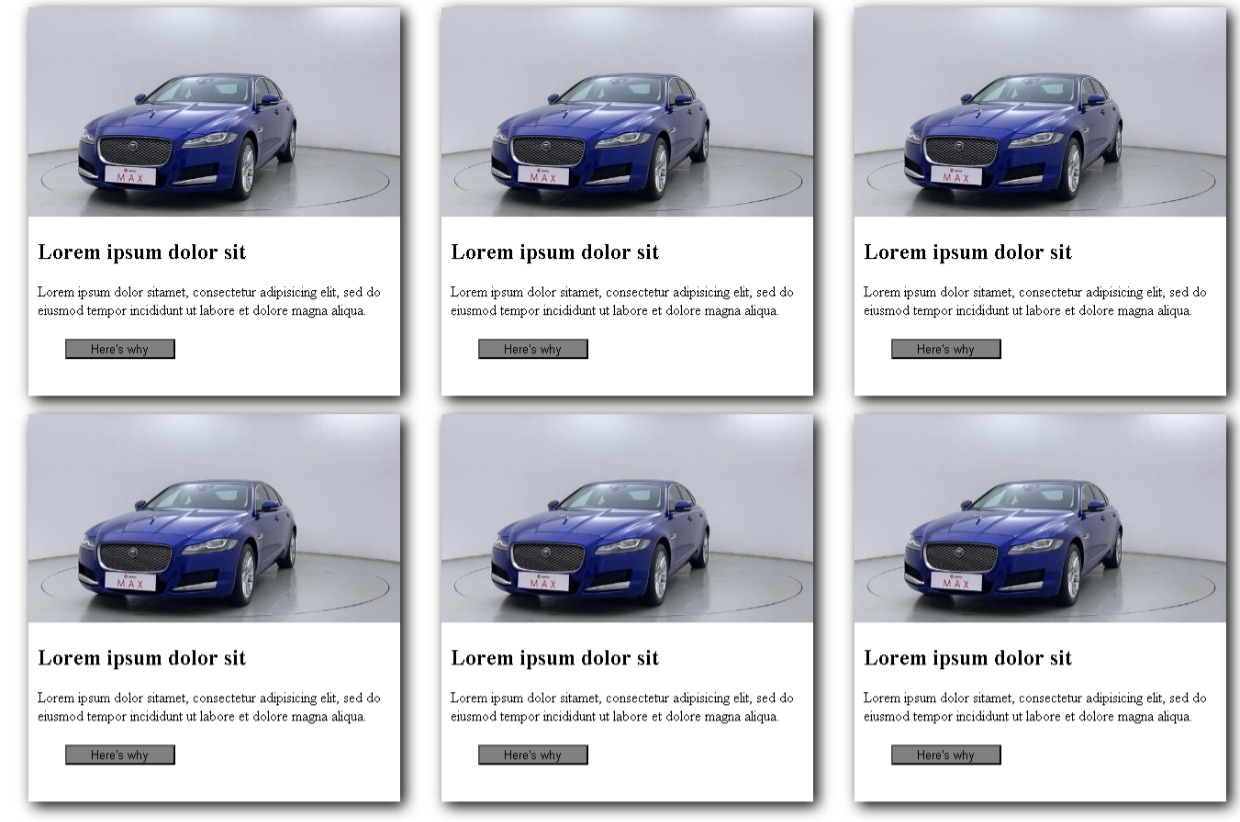 MAX
MAX
MAX
Lorem ipsum dolor sit
Lorem ipsum dolor sitamet, consectetur adipisicing elit, sed do
eiusmod tempor incididunt ut labore et dolore magna aliqua.
Here's why
Lorem ipsum dolor sit
Lorem ipsum dolor sitamet, consectetur adipisicing elit, sed do
eiusmod tempor incididunt ut labore et dolore magna aliqua.
Here's why
Lorem ipsum dolor sit
Lorem ipsum dolor sitamet, consectetur adipisicing elit, sed do
eiusmod tempor incididunt ut labore et dolore magna aliqua.
Here's why
MAX
MAX
MAX
Lorem ipsum dolor sit
Lorem ipsum dolor sitamet, consectetur adipisicing elit, sed do
eiusmod tempor incididunt ut labore et dolore magna aliqua.
Here's why
Lorem ipsum dolor sit
Lorem ipsum dolor sitamet, consectetur adipisicing elit, sed do
eiusmod tempor incididunt ut labore et dolore magna aliqua.
Here's why
Lorem ipsum dolor sit
Lorem ipsum dolor sitamet, consectetur adipisicing elit, sed do
eiusmod tempor incididunt ut labore et dolore magna aliqua.
Here's why